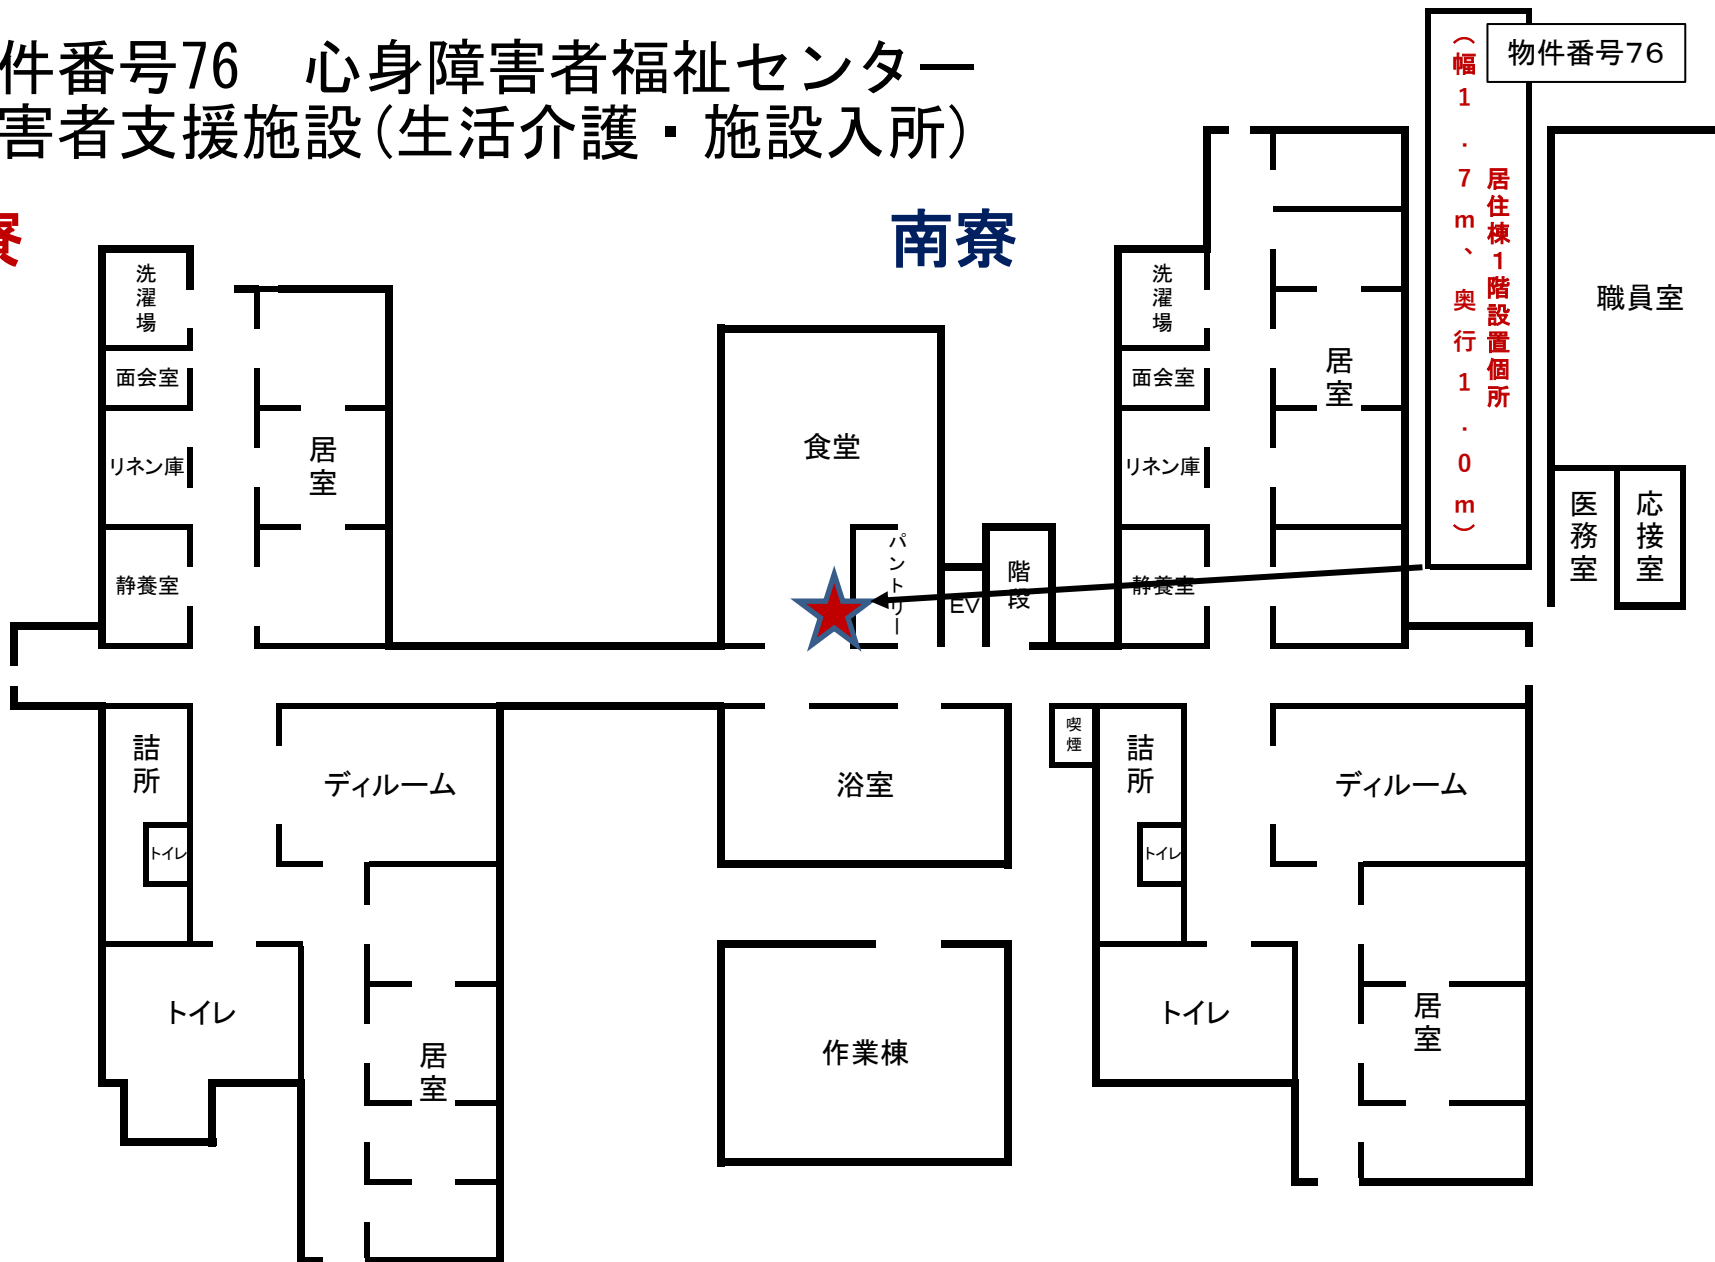 件番号76　心身障害者福祉センター
害者支援施設(生活介護・施設入所)
物件番号76
寮
南寮
居住棟1階設置個所
（幅1.7m、奥行1.0m）
職員室
医務室
応接室
洗濯場
面会室
リネン庫
静養室
居室
食堂
パントリー
EV
階段
洗濯場
面会室
リネン庫
静養室
居室
詰所
トイレ
ディルーム
浴室
喫煙
詰所
トイレ
ディルーム
トイレ
居室
作業棟
トイレ
居室